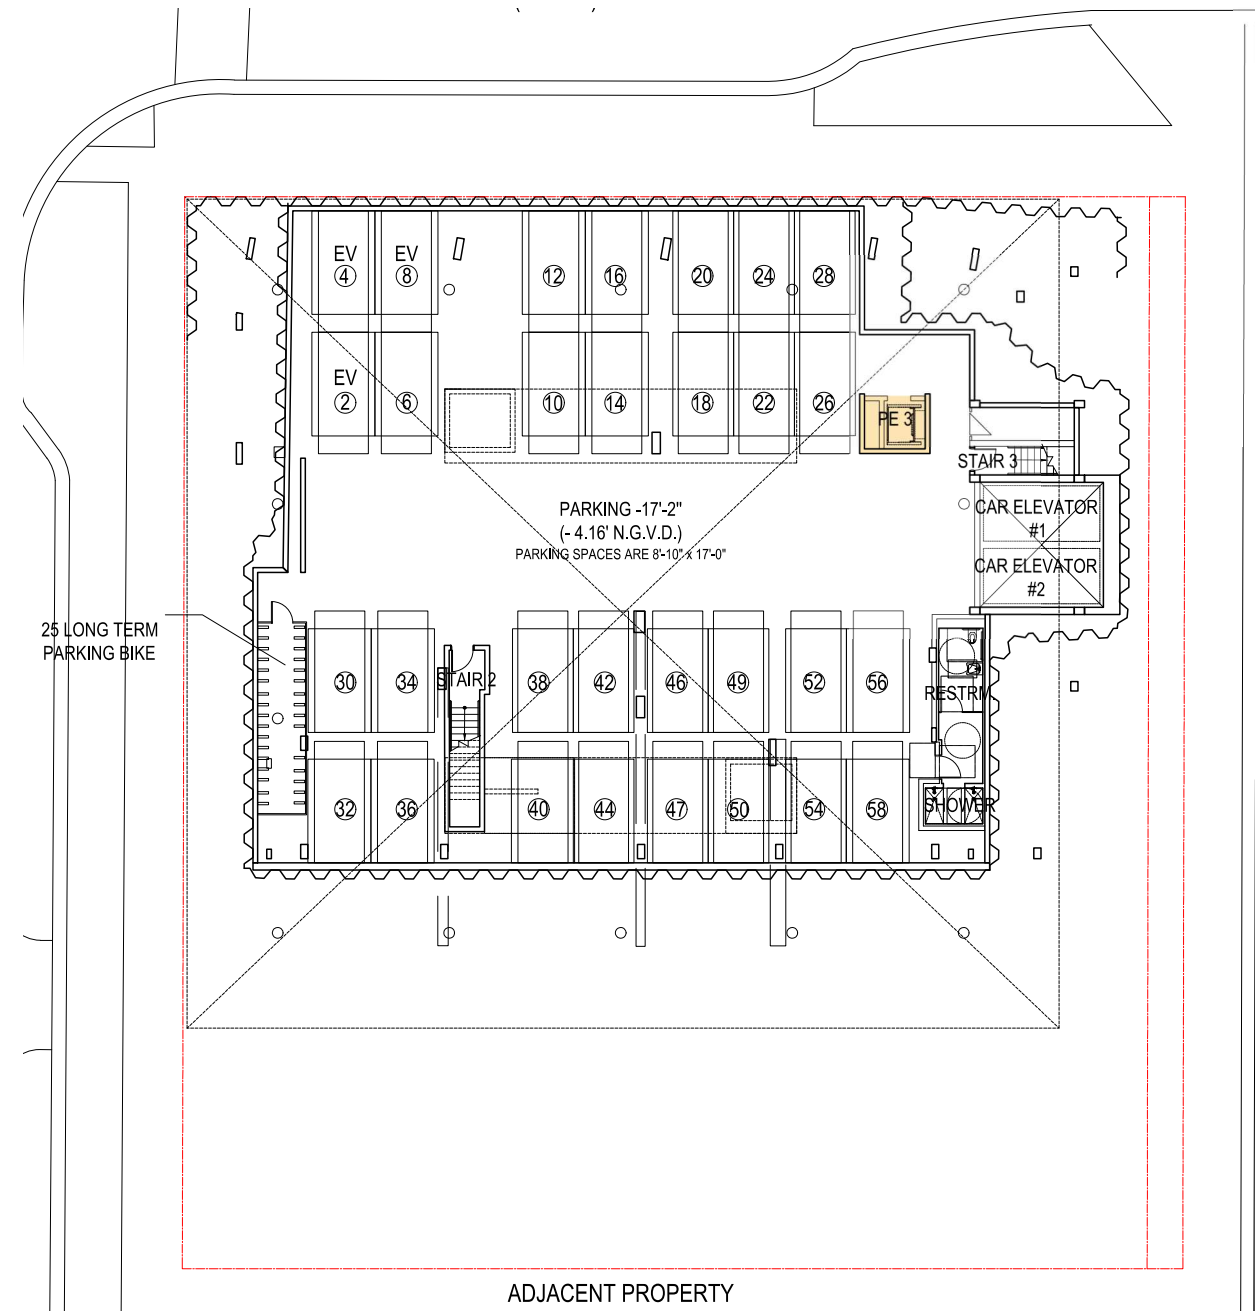 EV
EV
4
8
12
16
20
24
28
EV
2
6
10
14
18
22
26
PE 3
STAIR 3
PARKING -17'-2"
(- 4.16' N.G.V.D.)
PARKING SPACES ARE 8'-10" x 17'-0"
CAR ELEVATOR
#1
CAR ELEVATOR
#2
25 LONG TERM
PARKING BIKE
30
34
STAIR 2
38
42
46
49
52
56
RESTRM
32
36
40
44
47
50
54
58
SHOWER
ADJACENT PROPERTY